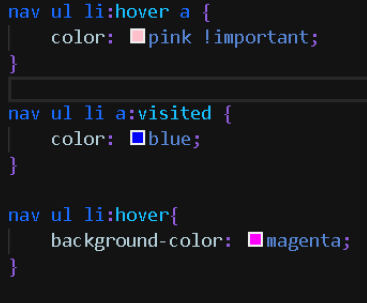 nav ul li:hover a {
    color: pink !important;
}

nav ul li a:visited {
    color: blue;
}

nav ul li:hover{
    background-color: magenta;
}